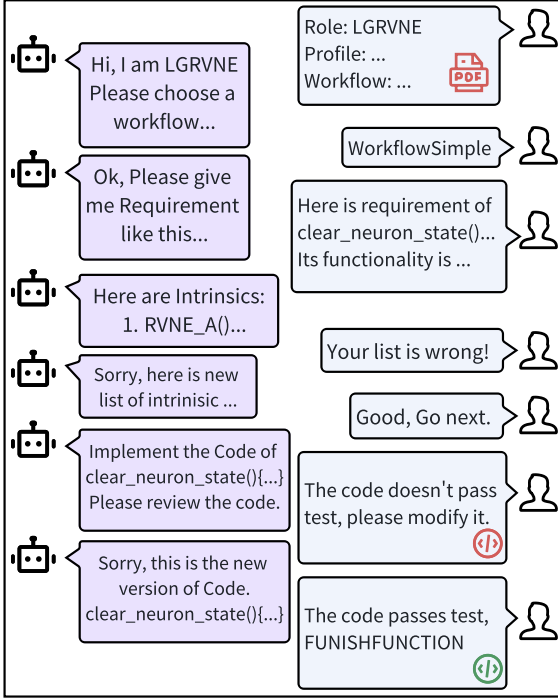 Role: LGRVNE
Profile: ...
Workflow: ...
PDF
Hi, I am LGRVNE
Please choose a
workflow...
WorkflowSimple
Ok, Please give
me Requirement
like this...
Here is requirement of
clear_neuron_state()...
Its functionality is ...
Here are Intrinsics:
1. RVNE_A()...
Your list is wrong!
Sorry, here is new
list of intrinisic ...
Good, Go next.
Implement the Code of
clear_neuron_state(){...}
Please review the code.
The code doesn't pass
test, please modify it.
Sorry, this is the new
version of Code.
clear_neuron_state(){...}
The code passes test,
FUNISHFUNCTION